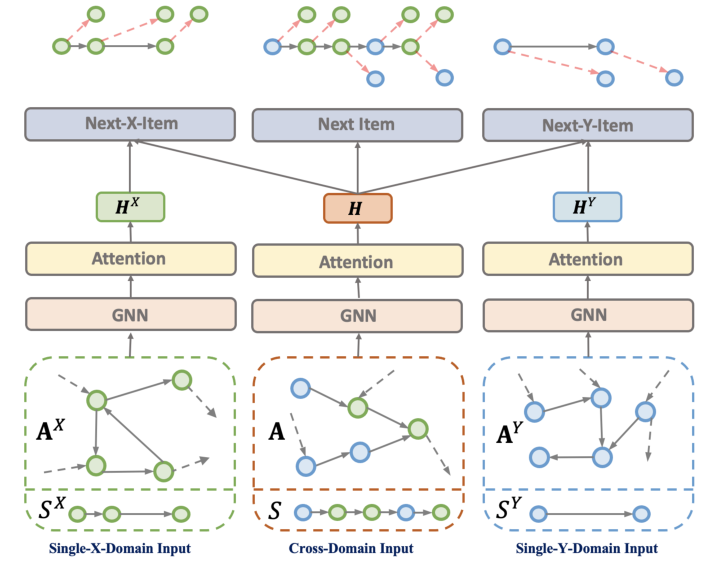 Next-X-Item
Next Item
Next-Y-Item
H^X
H
H^Y
Attention
Attention
Attention
GNN
GNN
GNN
A^X
A
A^Y
S^X
S
S^Y
Single-X-Domain Input
Cross-Domain Input
Single-Y-Domain Input